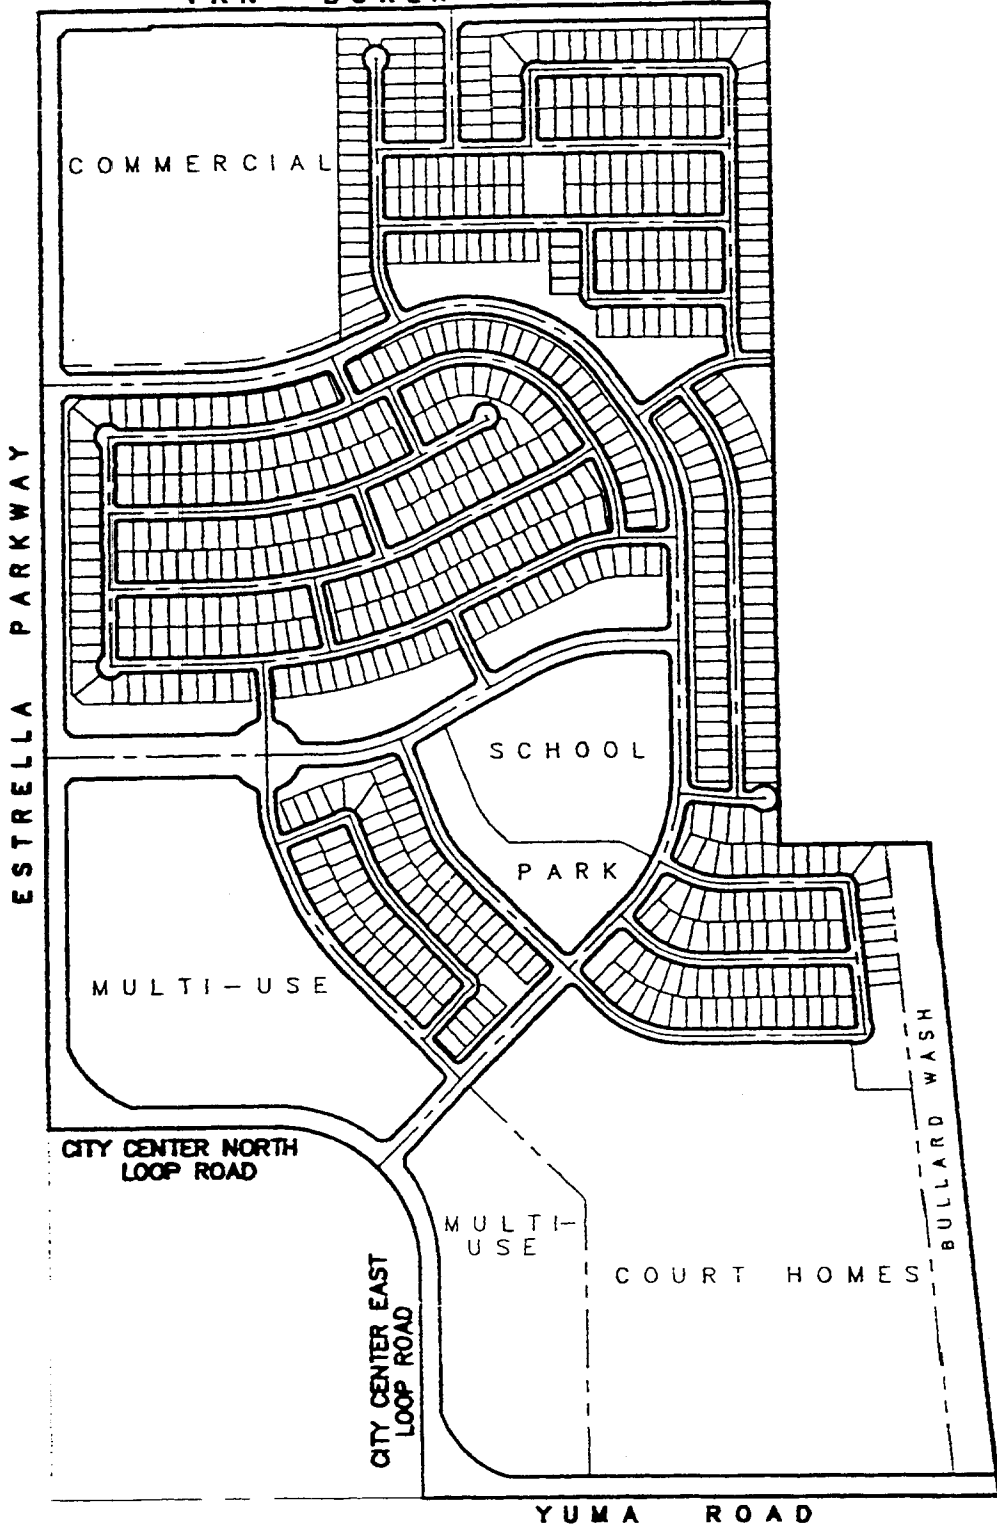 COMMERCIAL
ESTRELLA PARKWAY
SCHOOL
PARK
MULTI-USE
BULLARD WASH
CITY CENTER NORTH
LOOP ROAD
MULTI-
USE
COURT HOMES
CITY CENTER EAST
LOOP ROAD
YUMA ROAD